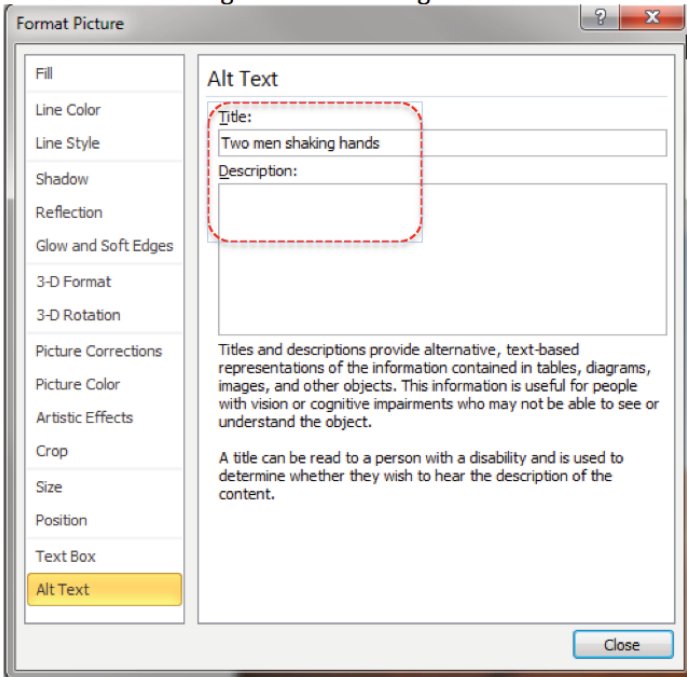 Format Picture
Fill
Line Color
Line Style
Shadow
Reflection
Glow and Soft Edges
3-D Format
3-D Rotation
Picture Corrections
Picture Color
Artistic Effects
Crop
Size
Position
Text Box
Alt Text
Alt Text
Title:
Two men shaking hands
Description:
Titles and descriptions provide alternative, text-based
representations of the information contained in tables, diagrams,
images, and other objects. This information is useful for people
with vision or cognitive impairments who may not be able to see or
understand the object.
A title can be read to a person with a disability and is used to
determine whether they wish to hear the description of the
content.
Close